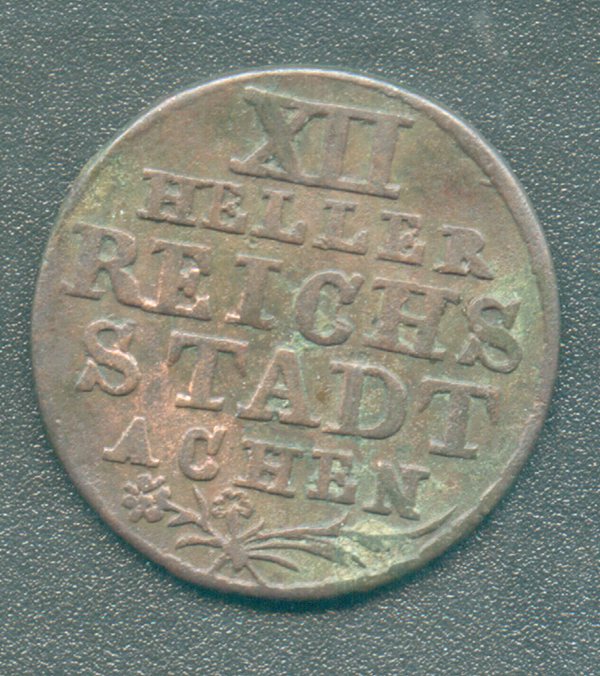 XII
HELLER
REICHS
STADT
ACHEN